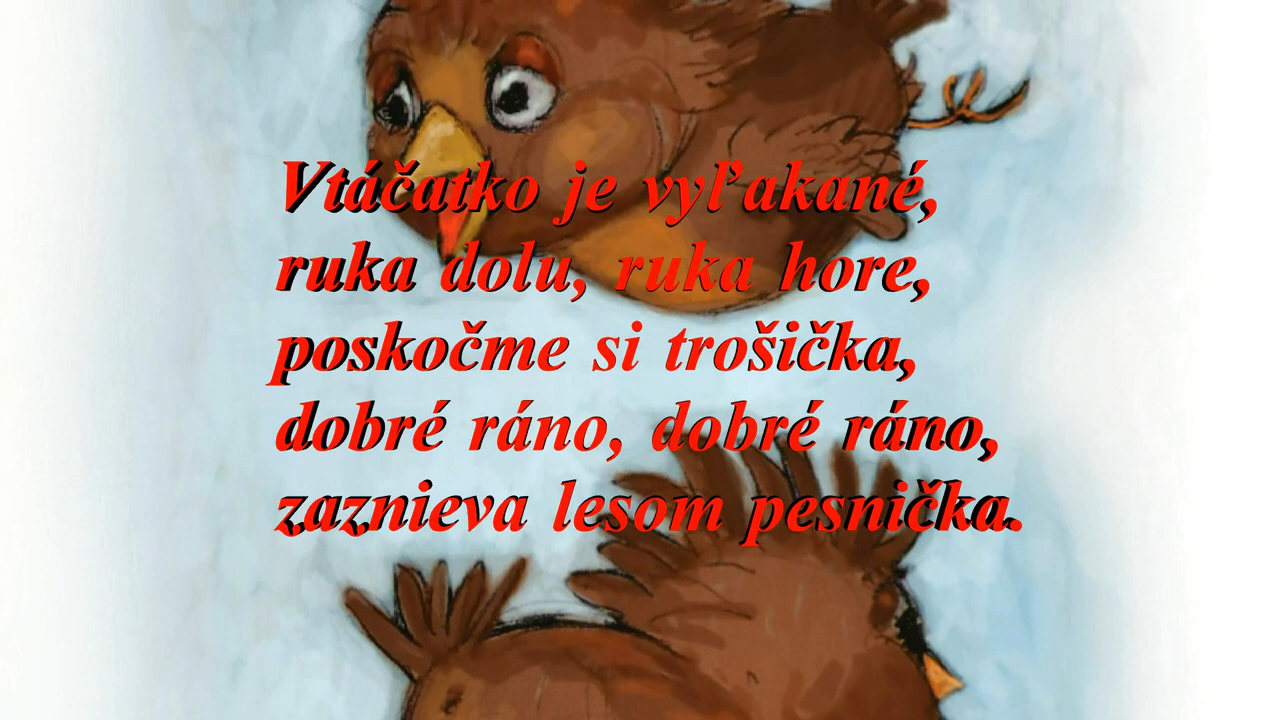 Vtáčatko je vyľakané,
ruka dolu, ruka hore,
poskočme si trošička,
dobré ráno, dobré ráno,
zaznieva lesom pesnička.